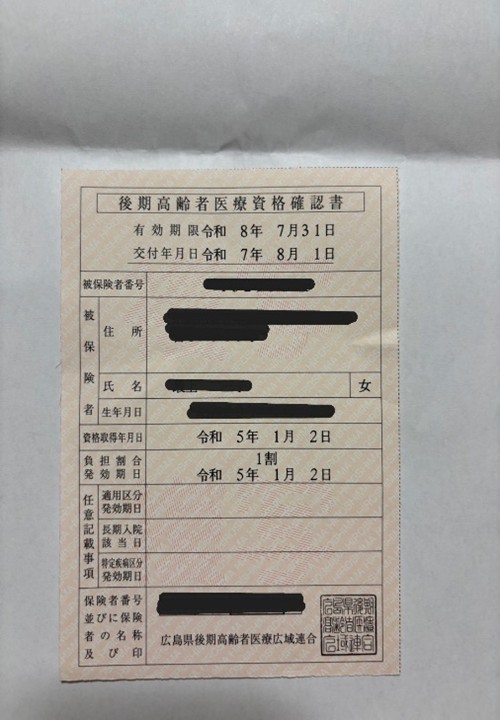 後期高齢者医療資格確認書
有効期限 令和 8年 7月31日
交付年月日 令和 7年 8月 1日
被保険者番号
被保険者
住所
氏名
女
生年月日
資格取得年月日 令和 5年 1月 2日
負担割合 1割
発効期日 令和 5年 1月 2日
任意記載事項
適用区分
発効期日
長期入院
該当日
特定疾病区分
発効期日
保険者番号
並びに保険
者の名称
及び印
広島県後期高齢者医療広域連合